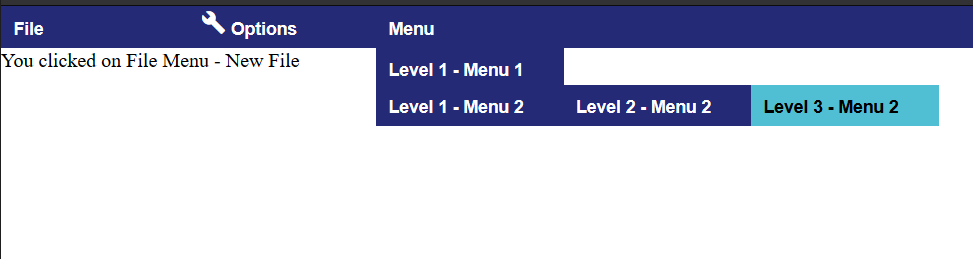 File
Options
Menu
You clicked on File Menu - New File
Level 1 - Menu 1
Level 1 - Menu 2
Level 2 - Menu 2
Level 3 - Menu 2